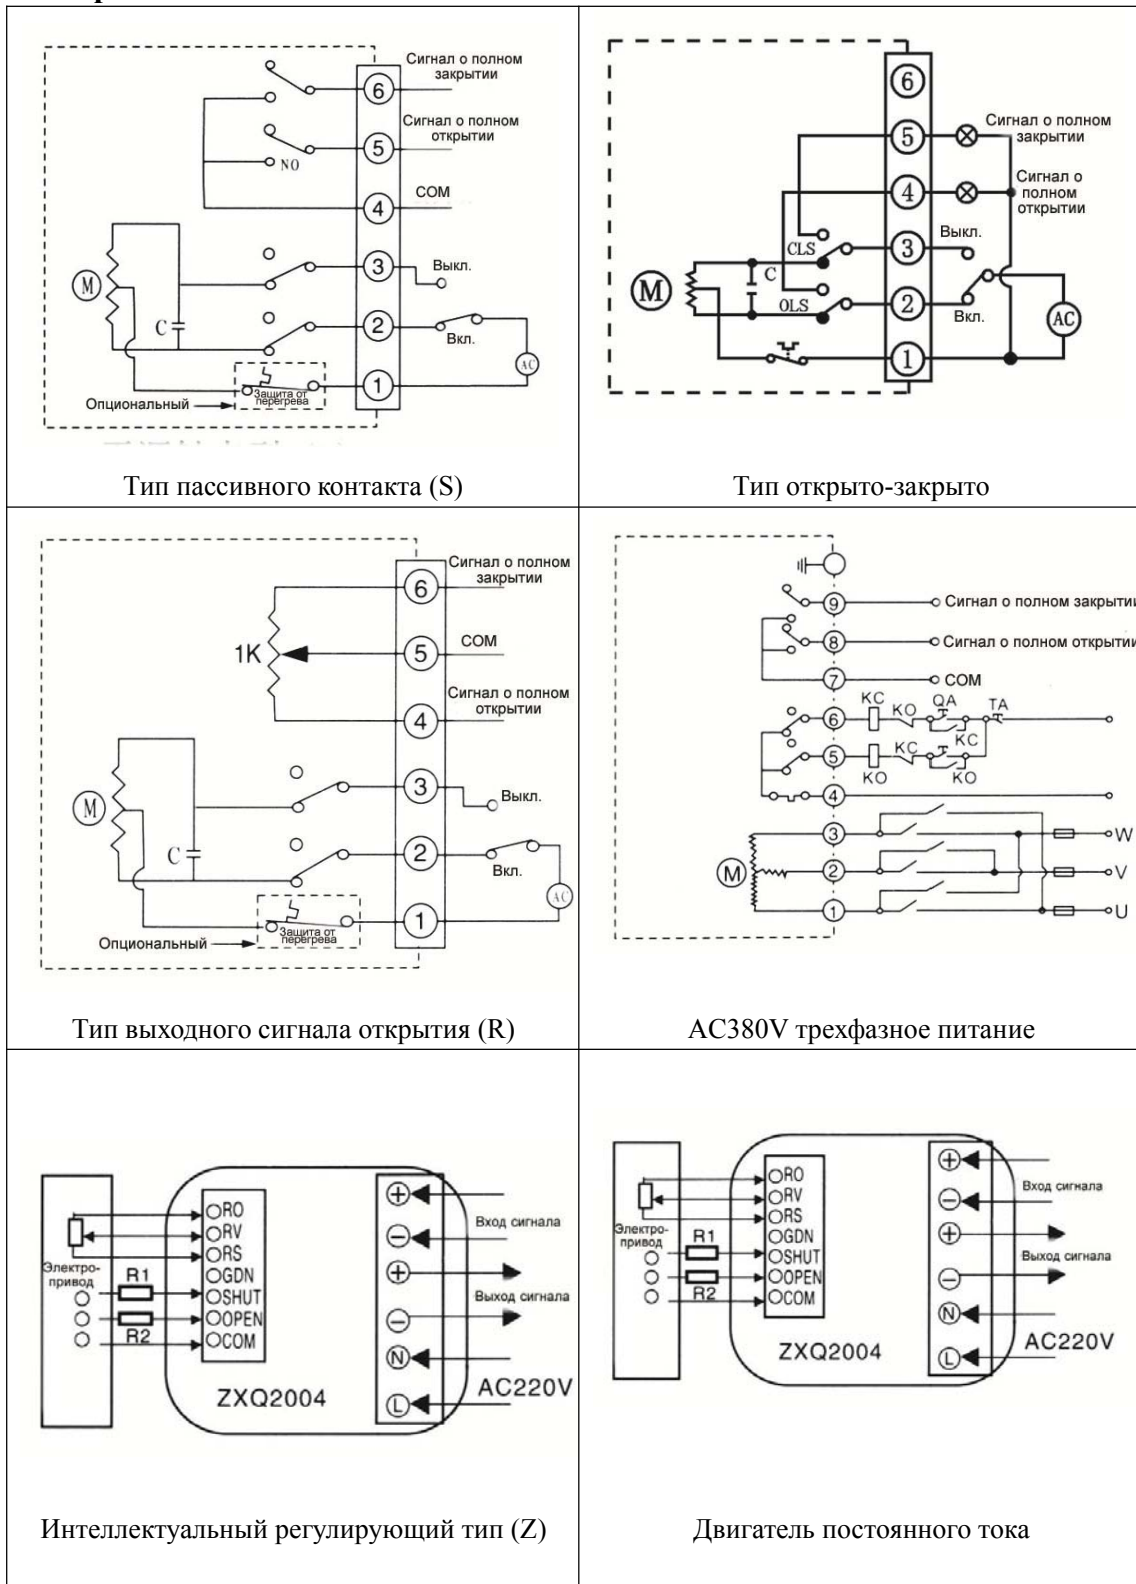 6
Сигнал о полном
закрытии
5
Сигнал о полном
открытии
NO
4
COM
3
Выкл.
M
C
2
Вкл.
AC
1
Защита от
перегрева
Опциональный
Тип пассивного контакта (S)
6
5
Сигнал о полном
закрытии
4
Сигнал о
полном
открытии
CLS
3
Выкл.
M
C
OLS
2
Вкл.
AC
1
Тип открыто-закрыто
6
Сигнал о полном
закрытии
1K
5
COM
4
Сигнал о полном
открытии
3
Выкл.
M
C
2
Вкл.
AC
1
Защита от
перегрева
Опциональный
Тип выходного сигнала открытия (R)
9 Сигнал о полном закрытии
8 Сигнал о полном открытии
7 COM
6 KC KO QA TA
KC
5 KC
KO KO
4
3 W
M 2 V
1 U
AC380V трехфазное питание
Электро-
привод
R1
R2
RO
RV
RS
GDN
SHUT
OPEN
COM
ZXQ2004
+
−
Вход сигнала
+
−
Выход сигнала
N
L
AC220V
Интеллектуальный регулирующий тип (Z)
Электро-
привод
R1
R2
RO
RV
RS
GDN
SHUT
OPEN
COM
ZXQ2004
+
−
Вход сигнала
+
−
Выход сигнала
N
L
AC220V
Двигатель постоянного тока